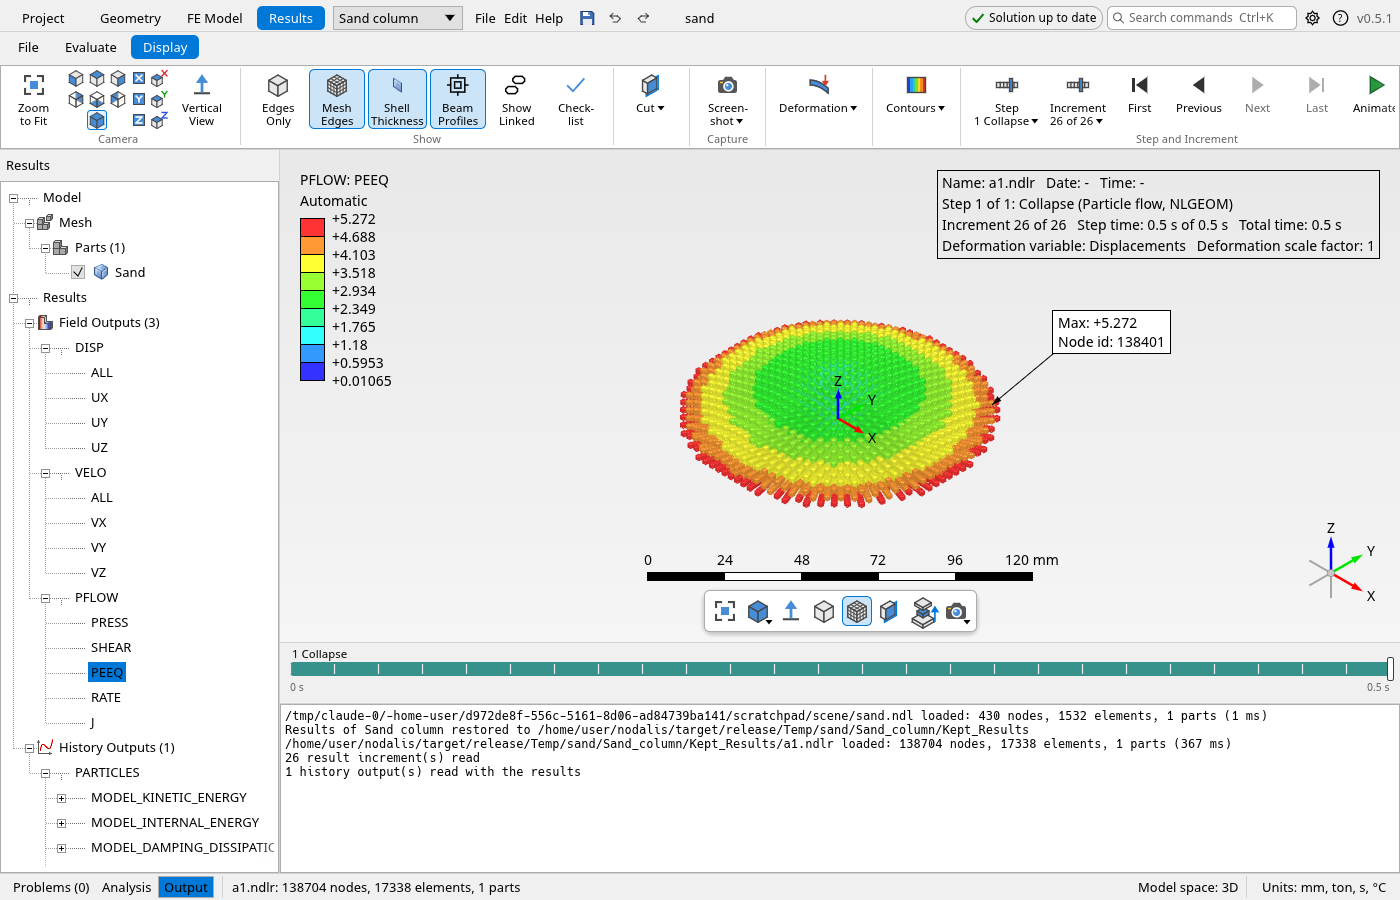 Project
Geometry
FE Model
Results
Sand column
File
Edit
Help
sand
Solution up to date
Search commands Ctrl+K
v0.5.1
File
Evaluate
Display
Zoom to Fit
Vertical View
Camera
Edges Only
Mesh Edges
Shell Thickness
Beam Profiles
Show Linked
Check-list
Show
Cut
Screen-shot
Capture
Deformation
Contours
Step 1 Collapse
Increment 26 of 26
First
Previous
Next
Last
Animate
Step and Increment
Results
Model
Mesh
Parts (1)
Sand
Results
Field Outputs (3)
DISP
ALL
UX
UY
UZ
VELO
ALL
VX
VY
VZ
PFLOW
PRESS
SHEAR
PEEQ
RATE
J
History Outputs (1)
PARTICLES
MODEL_KINETIC_ENERGY
MODEL_INTERNAL_ENERGY
MODEL_DAMPING_DISSIPATIO
PFLOW: PEEQ
Automatic
+5.272
+4.688
+4.103
+3.518
+2.934
+2.349
+1.765
+1.18
+0.5953
+0.01065
Name: a1.ndlr Date: - Time: -
Step 1 of 1: Collapse (Particle flow, NLGEOM)
Increment 26 of 26 Step time: 0.5 s of 0.5 s Total time: 0.5 s
Deformation variable: Displacements Deformation scale factor: 1
Max: +5.272
Node id: 138401
Z
Y
X
0 24 48 72 96 120 mm
Z
Y
X
1 Collapse
0 s
0.5 s
/tmp/claude-0/-home-user/d972de8f-556c-5161-8d06-ad84739ba141/scratchpad/scene/sand.ndl loaded: 430 nodes, 1532 elements, 1 parts (1 ms)
Results of Sand column restored to /home/user/nodalis/target/release/Temp/sand/Sand_column/Kept_Results
/home/user/nodalis/target/release/Temp/sand/Sand_column/Kept_Results/a1.ndlr loaded: 138704 nodes, 17338 elements, 1 parts (367 ms)
26 result increment(s) read
1 history output(s) read with the results
Problems (0)
Analysis
Output
a1.ndlr: 138704 nodes, 17338 elements, 1 parts
Model space: 3D
Units: mm, ton, s, °C